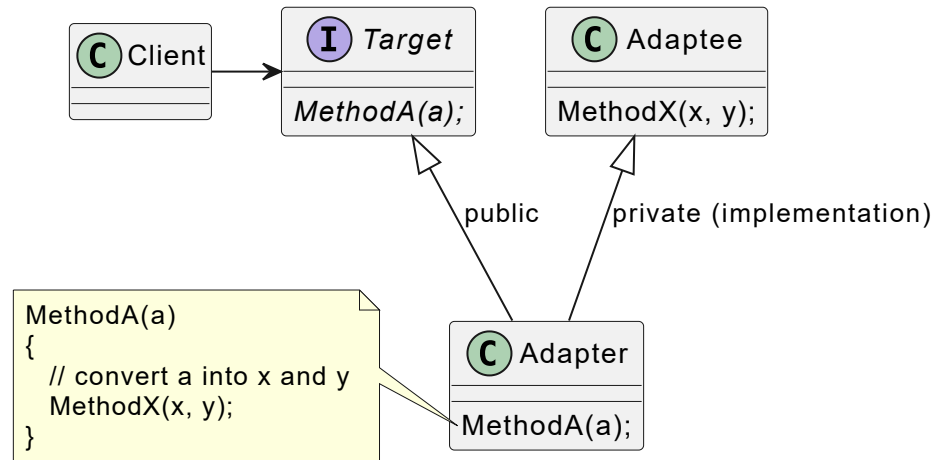 C Client
I Target
MethodA(a);
C Adaptee
MethodX(x, y);
public
private (implementation)
MethodA(a)
{
// convert a into x and y
MethodX(x, y);
}
C Adapter
MethodA(a);